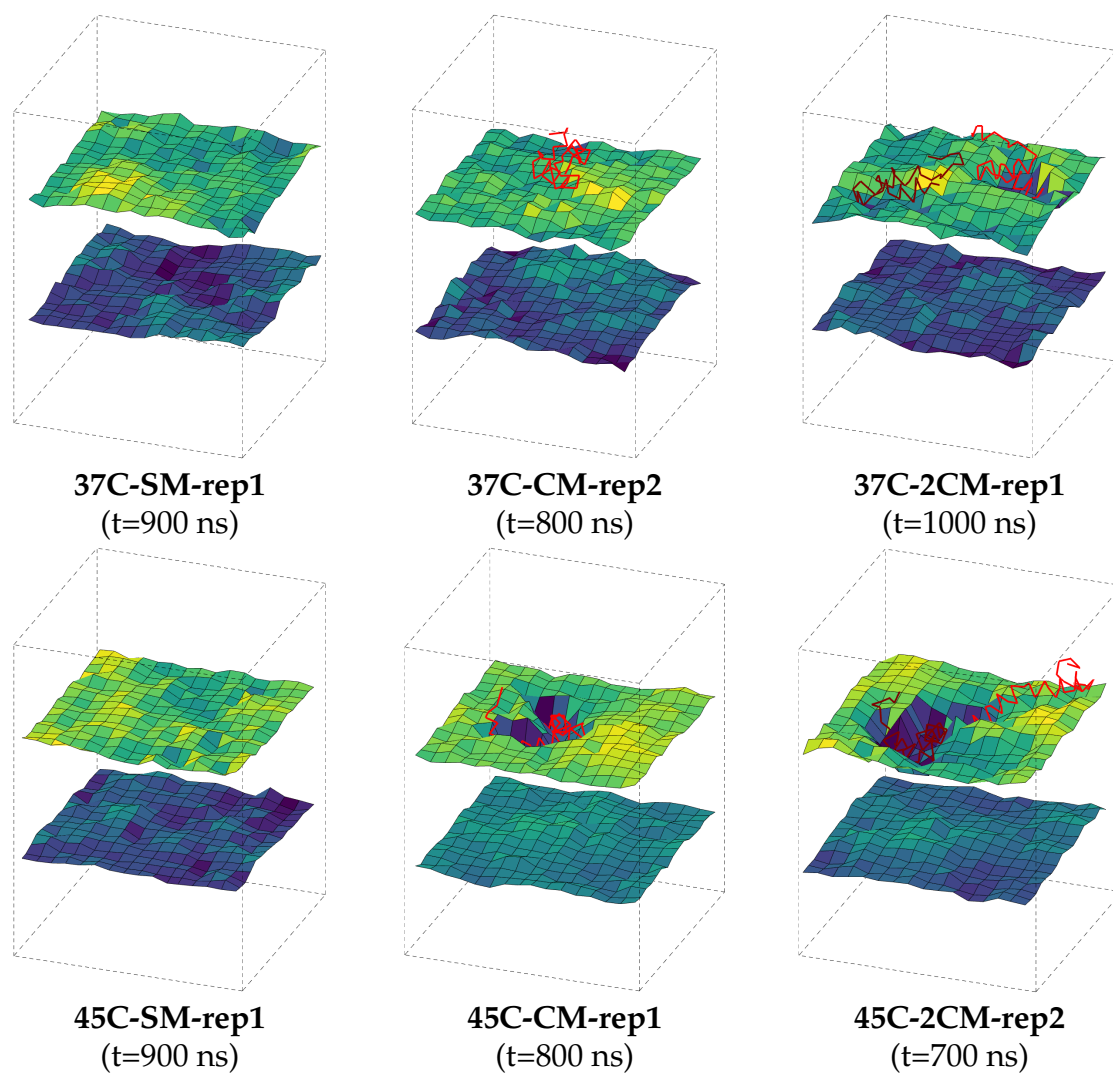 37C-SM-rep1
(t=900 ns)
37C-CM-rep2
(t=800 ns)
37C-2CM-rep1
(t=1000 ns)
45C-SM-rep1
(t=900 ns)
45C-CM-rep1
(t=800 ns)
45C-2CM-rep2
(t=700 ns)